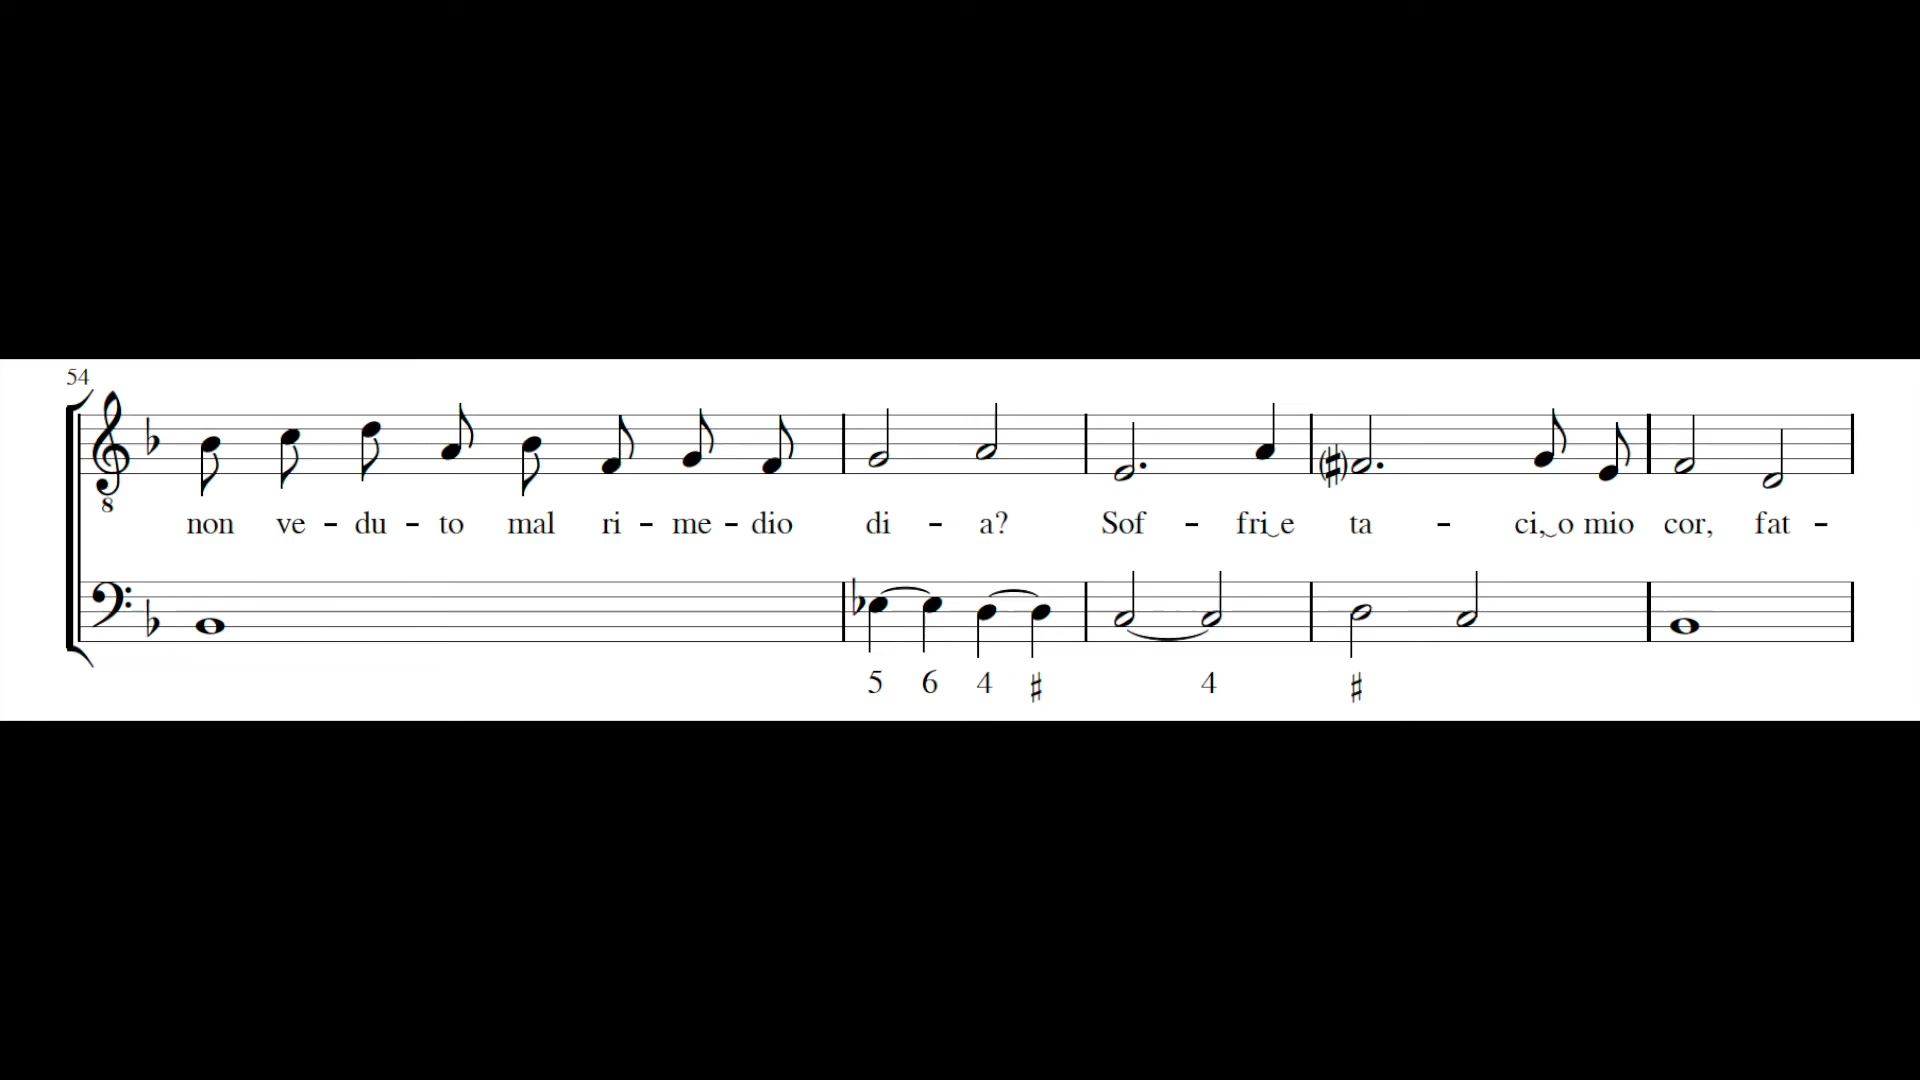 54
8
non ve - du - to mal ri - me - dio di - a? Sof - fri‿e ta - ci,‿o mio cor, fat -
5 6 4 ♯ 4 ♯